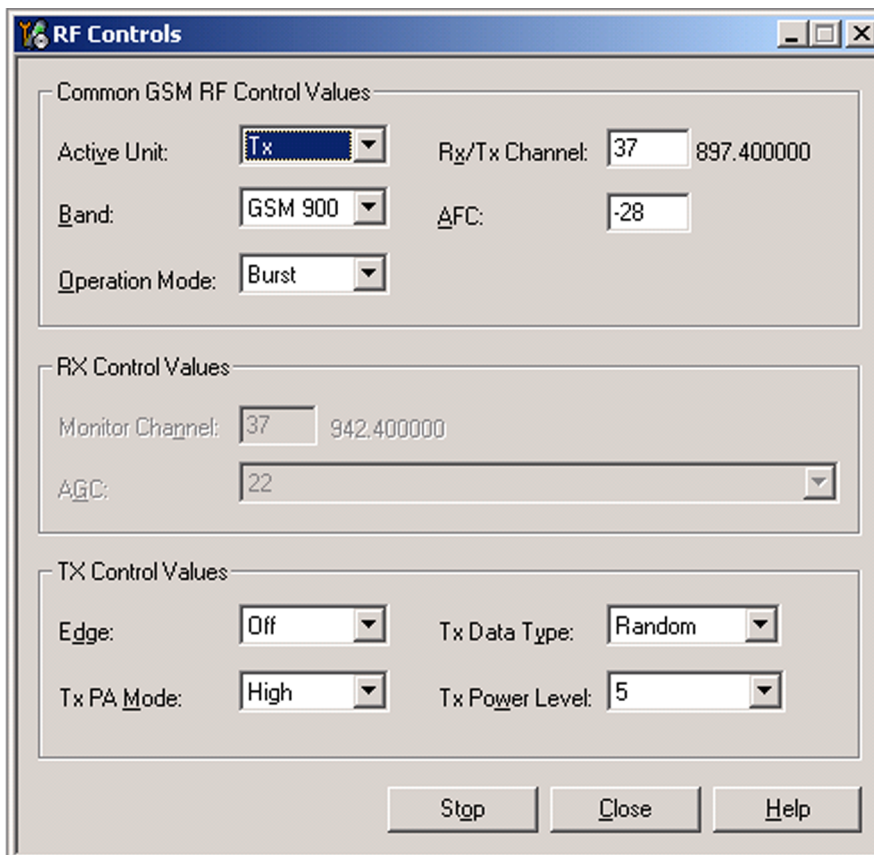 RF Controls
Common GSM RF Control Values
Active Unit: Tx Rx/Tx Channel: 37 897.400000
Band: GSM 900 AFC: -28
Operation Mode: Burst
RX Control Values
Monitor Channel: 37 942.400000
AGC: 22
TX Control Values
Edge: Off Tx Data Type: Random
Tx PA Mode: High Tx Power Level: 5
Stop Close Help